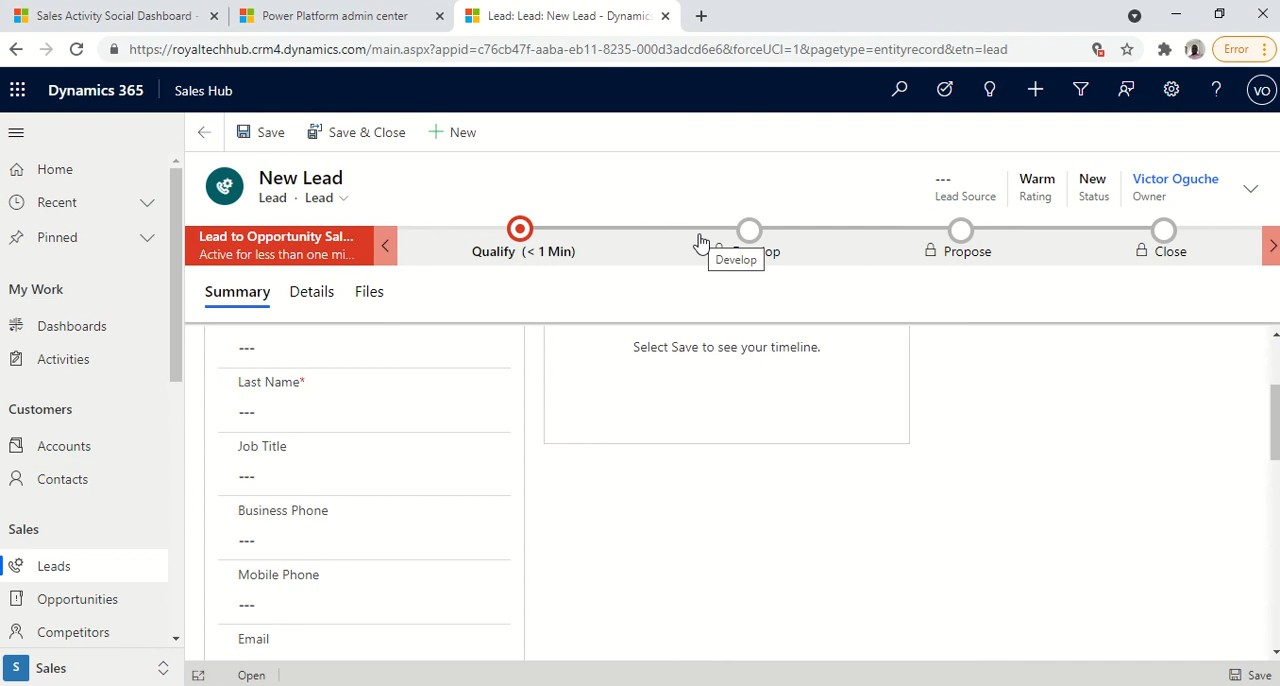 Sales Activity Social Dashboard -
Power Platform admin center
Lead: Lead: New Lead - Dynamic
https://royaltechhub.crm4.dynamics.com/main.aspx?appid=c76cb47f-aaba-eb11-8235-000d3adcd6e6&forceUCI=1&pagetype=entityrecord&etn=lead
Error
Dynamics 365
Sales Hub
VO
Save
Save & Close
New
Home
Recent
Pinned
My Work
Dashboards
Activities
Customers
Accounts
Contacts
Sales
Leads
Opportunities
Competitors
S Sales
New Lead
Lead · Lead
---
Lead Source
Warm
Rating
New
Status
Victor Oguche
Owner
Lead to Opportunity Sal...
Active for less than one mi...
Qualify (< 1 Min)
Develop
Propose
Close
Summary
Details
Files
---
Last Name*
---
Job Title
---
Business Phone
---
Mobile Phone
---
Email
Select Save to see your timeline.
Open
Save